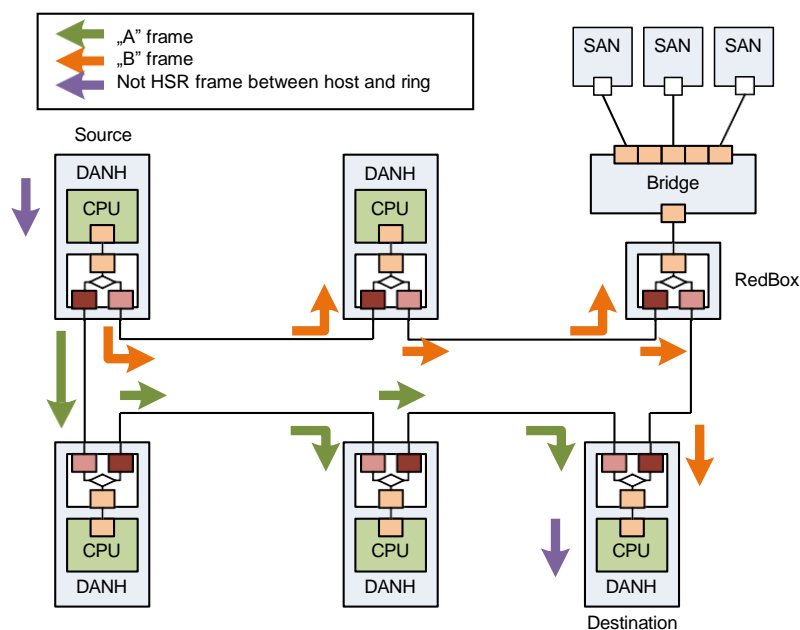 „A” frame
„B” frame
Not HSR frame between host and ring
SAN
SAN
SAN
Source
DANH
CPU
DANH
CPU
Bridge
RedBox
CPU
DANH
CPU
DANH
CPU
DANH
Destination